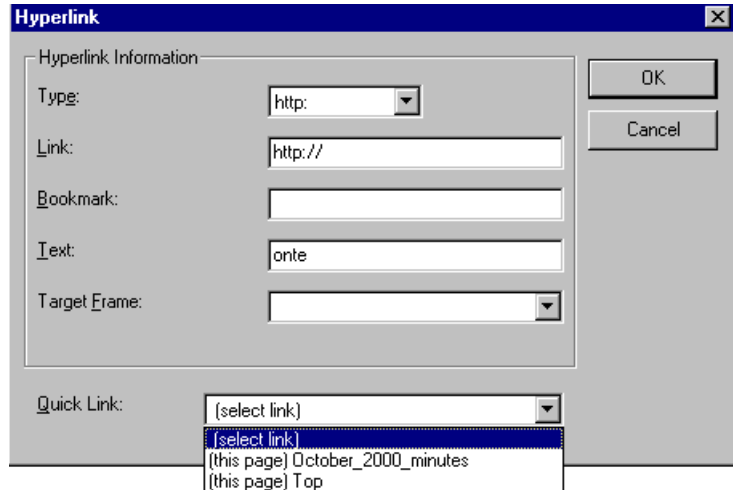 Hyperlink
Hyperlink Information
Type: http:
OK
Link: http://
Cancel
Bookmark:
Text: onte
Target Frame:
Quick Link: (select link)
(select link)
(this page) October_2000_minutes
(this page) Top